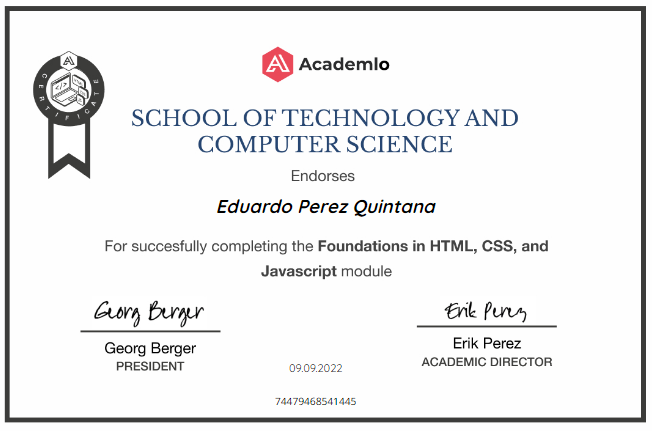 Academlo
CERTIFICATE
SCHOOL OF TECHNOLOGY AND
COMPUTER SCIENCE
Endorses
Eduardo Perez Quintana
For succesfully completing the Foundations in HTML, CSS, and
Javascript module
Georg Berger
Erik Perez
Georg Berger
Erik Perez
PRESIDENT
ACADEMIC DIRECTOR
09.09.2022
74479468541445